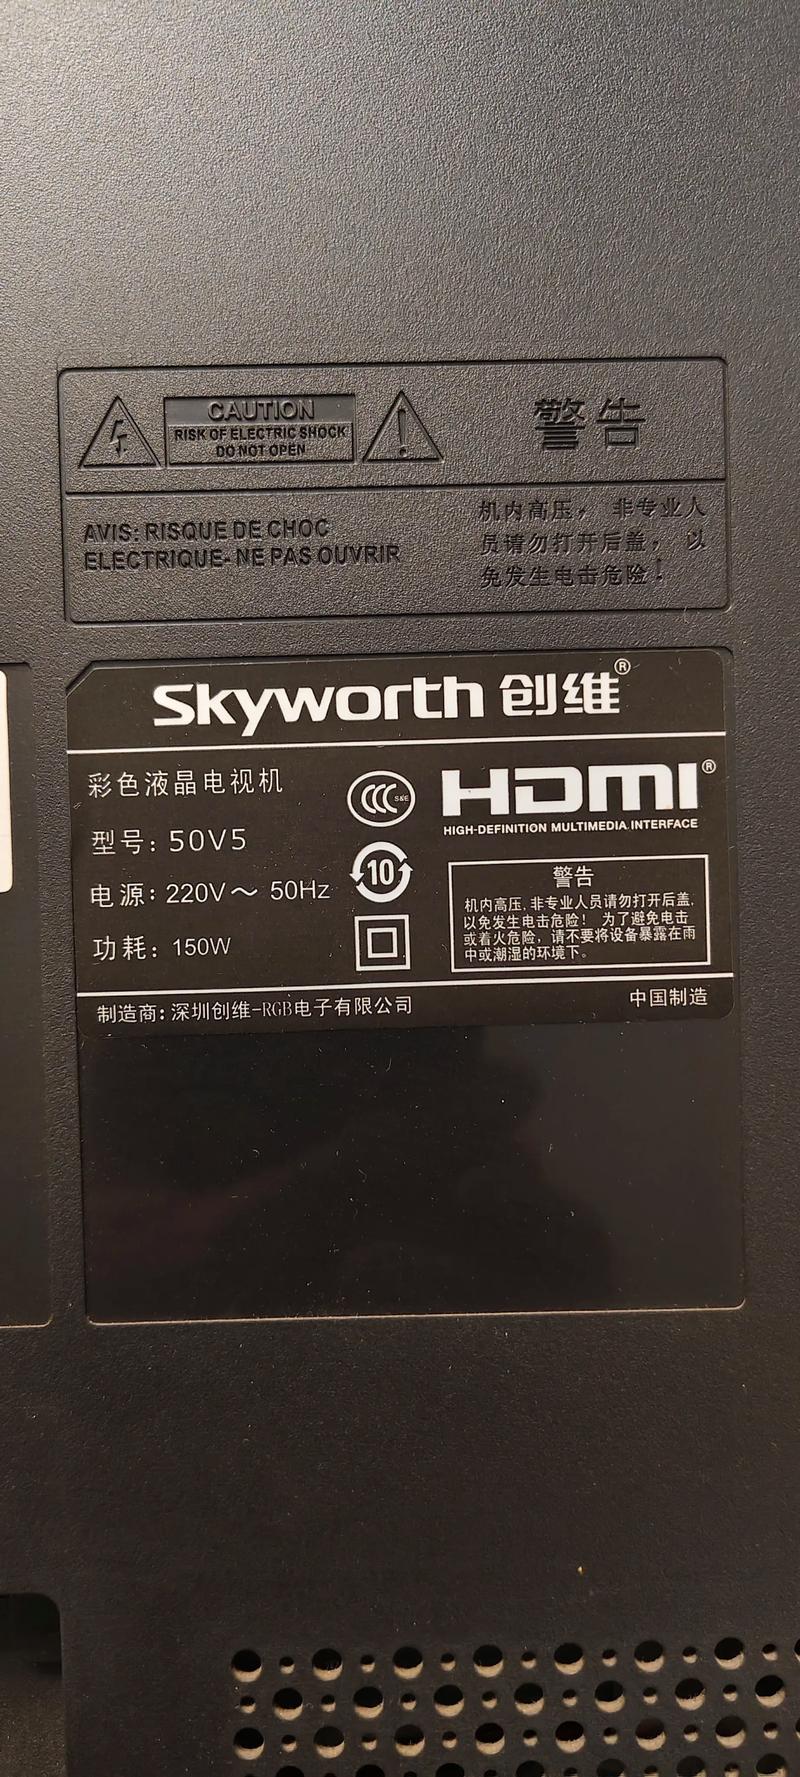 CAUTION
RISK OF ELECTRIC SHOCK
DO NOT OPEN
警告
AVIS: RISQUE DE CHOC
ELECTRIQUE- NE PAS OUVRIR
机内高压，非专业人
员请勿打开后盖，以
免发生电击危险！
Skyworth 创维®
彩色液晶电视机
型号: 50V5
电源: 220V～ 50Hz
功耗: 150W
CCC S&E
10
HDMI®
HIGH-DEFINITION MULTIMEDIA INTERFACE
警告
机内高压, 非专业人员请勿打开后盖,
以免发生电击危险！ 为了避免电击
或着火危险，请不要将设备暴露在雨
中或潮湿的环境下。
制造商: 深圳创维-RGB电子有限公司
中国制造